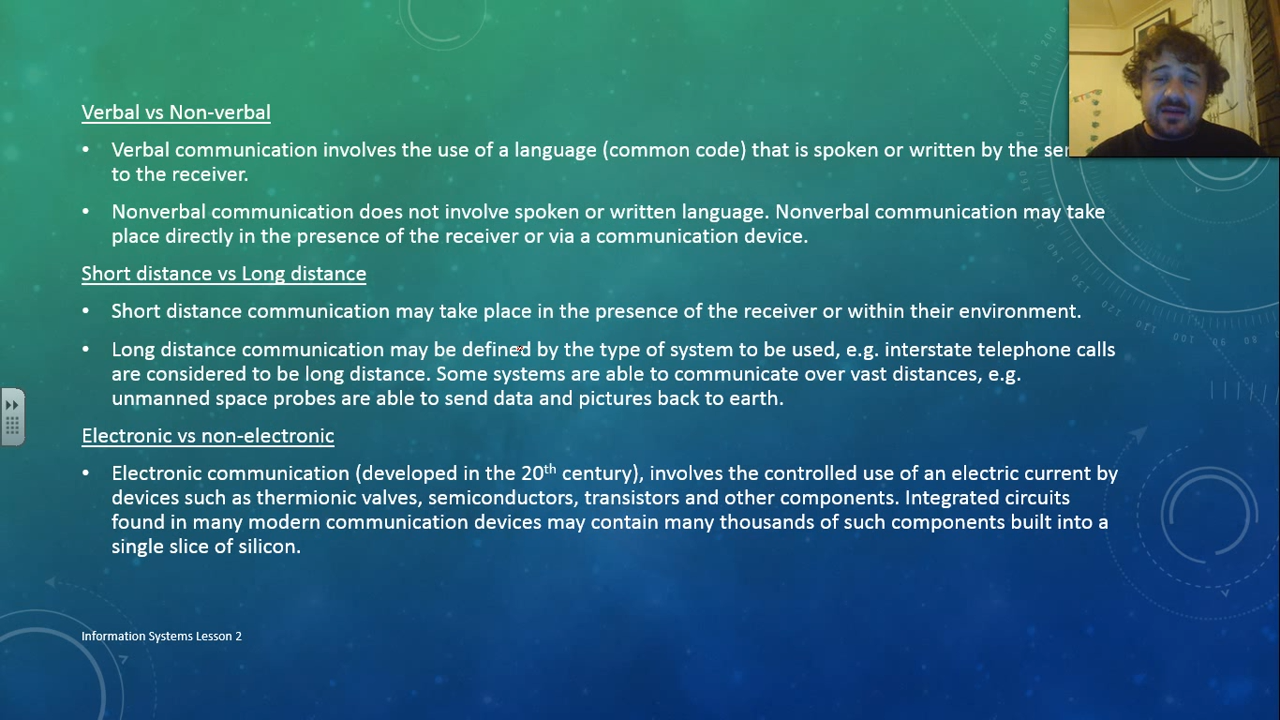 Verbal vs Non-verbal
• Verbal communication involves the use of a language (common code) that is spoken or written by the
to the receiver.
• Nonverbal communication does not involve spoken or written language. Nonverbal communication may take
place directly in the presence of the receiver or via a communication device.
Short distance vs Long distance
• Short distance communication may take place in the presence of the receiver or within their environment.
• Long distance communication may be defined by the type of system to be used, e.g. interstate telephone calls
are considered to be long distance. Some systems are able to communicate over vast distances, e.g.
unmanned space probes are able to send data and pictures back to earth.
Electronic vs non-electronic
• Electronic communication (developed in the 20th century), involves the controlled use of an electric current by
devices such as thermionic valves, semiconductors, transistors and other components. Integrated circuits
found in many modern communication devices may contain many thousands of such components built into a
single slice of silicon.
Information Systems Lesson 2